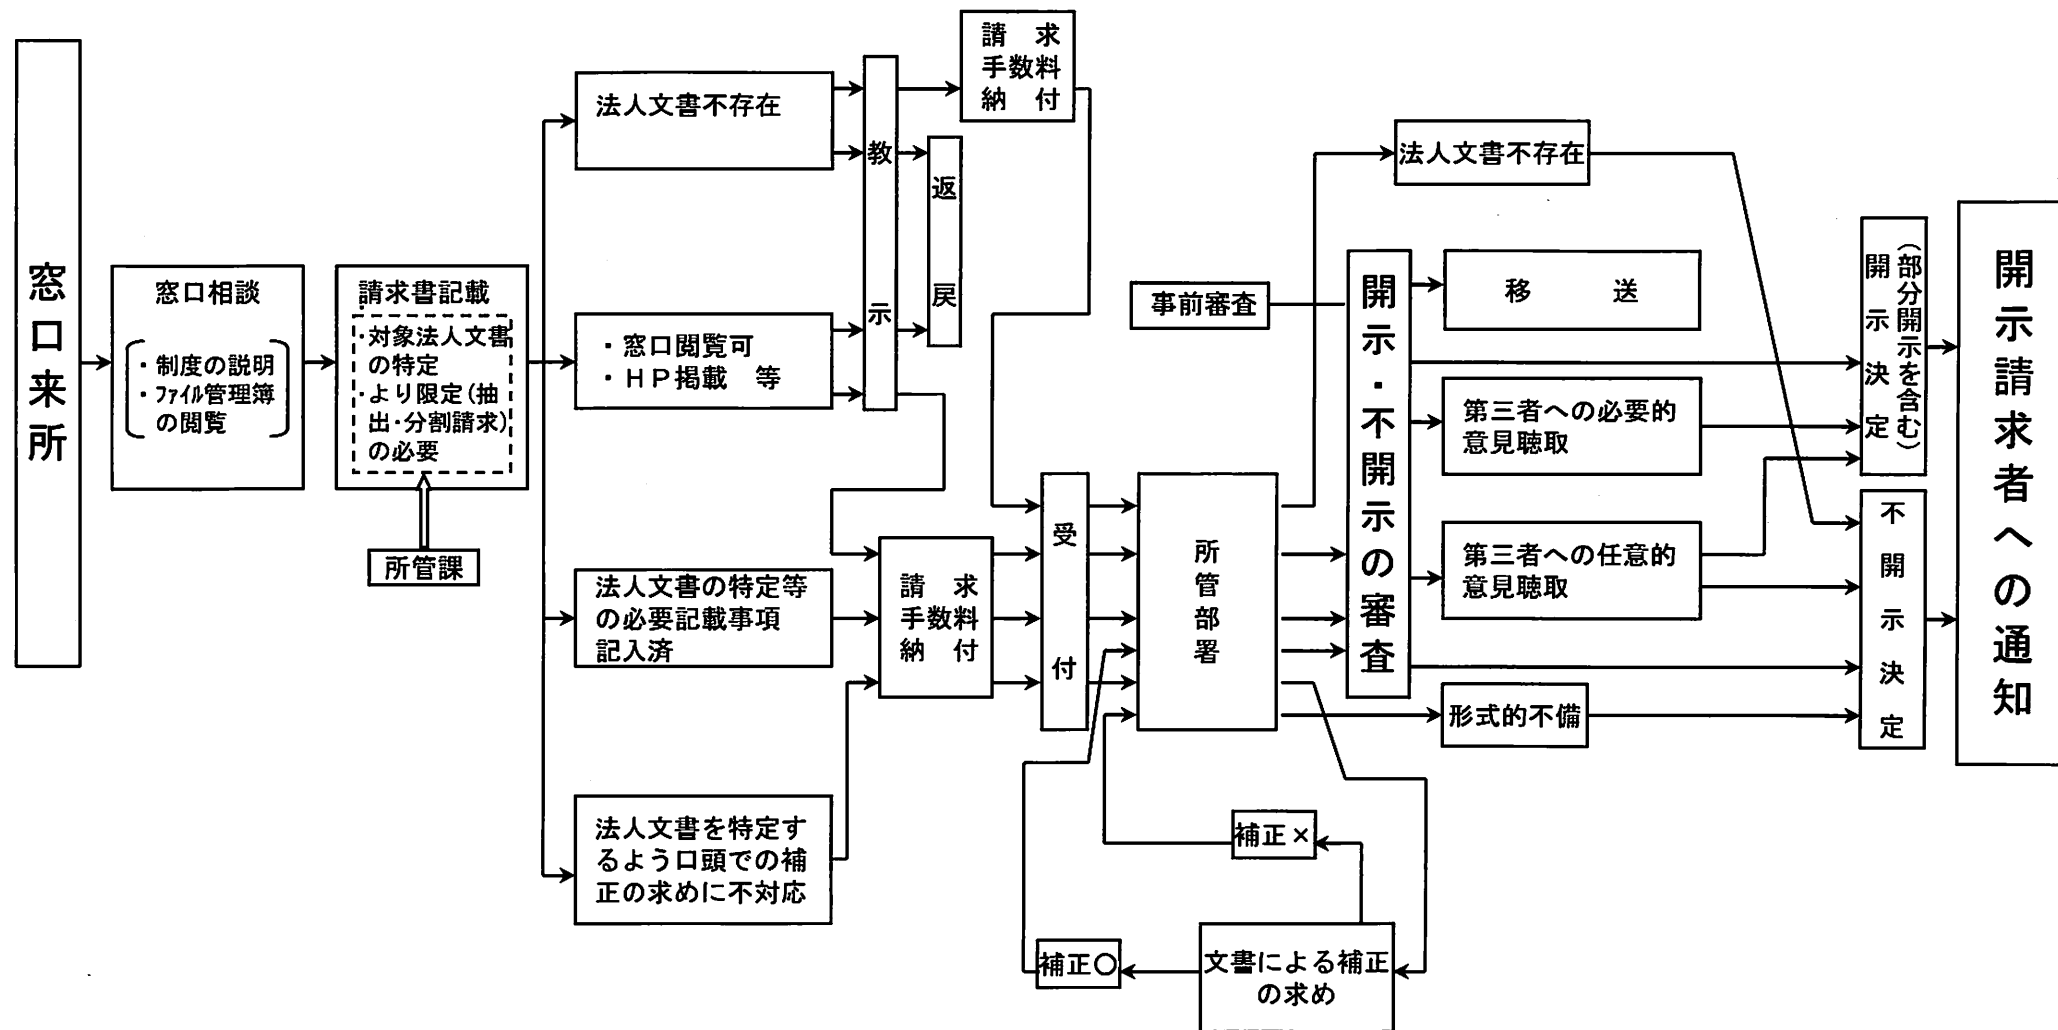 窓口来所
窓口相談
・制度の説明
・ﾌｧｲﾙ管理簿
の閲覧
請求書記載
・対象法人文書
の特定
・より限定(抽
出・分割請求)
の必要
所管課
法人文書不存在
・窓口閲覧可
・ＨＰ掲載　等
法人文書の特定等
の必要記載事項
記入済
法人文書を特定す
るよう口頭での補
正の求めに不対応
教示
返戻
請　求
手数料
納　付
請　求
手数料
納　付
受付
所管部署
事前審査
補正×
補正〇
文書による補正
の求め
開示・不開示の審査
法人文書不存在
移　　送
第三者への必要的
意見聴取
第三者への任意的
意見聴取
形式的不備
開示決定
(部分開示を含む)
不開示決定
開示請求者への通知